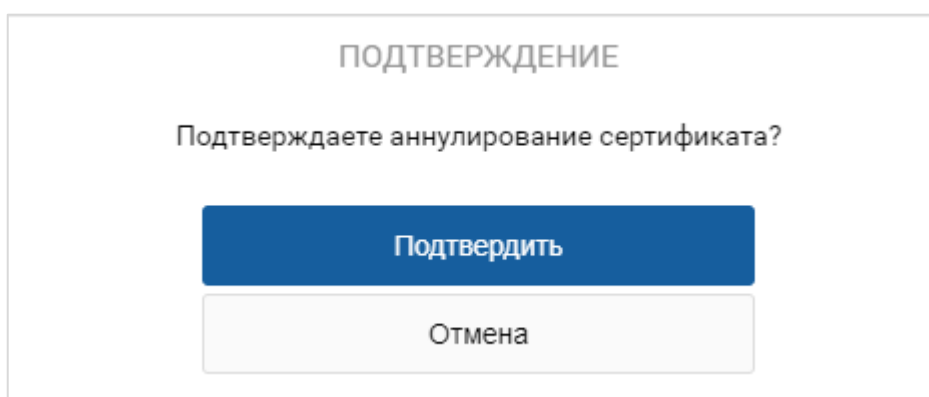 ПОДТВЕРЖДЕНИЕ
Подтверждаете аннулирование сертификата?
Подтвердить
Отмена